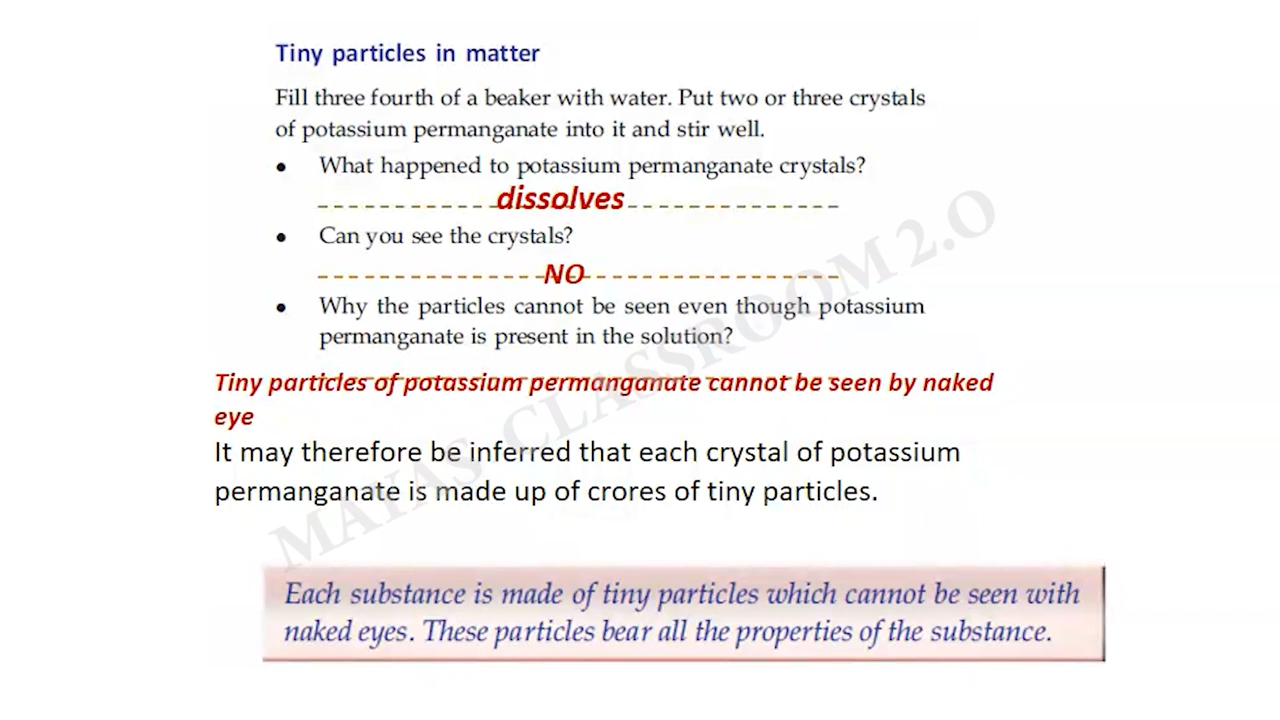 Tiny particles in matter
Fill three fourth of a beaker with water. Put two or three crystals
of potassium permanganate into it and stir well.
• What happened to potassium permanganate crystals?
dissolves
• Can you see the crystals?
NO
• Why the particles cannot be seen even though potassium
permanganate is present in the solution?
Tiny particles of potassium permanganate cannot be seen by naked
eye
It may therefore be inferred that each crystal of potassium
permanganate is made up of crores of tiny particles.
Each substance is made of tiny particles which cannot be seen with
naked eyes. These particles bear all the properties of the substance.
MAYAS CLASSROOM 2.O